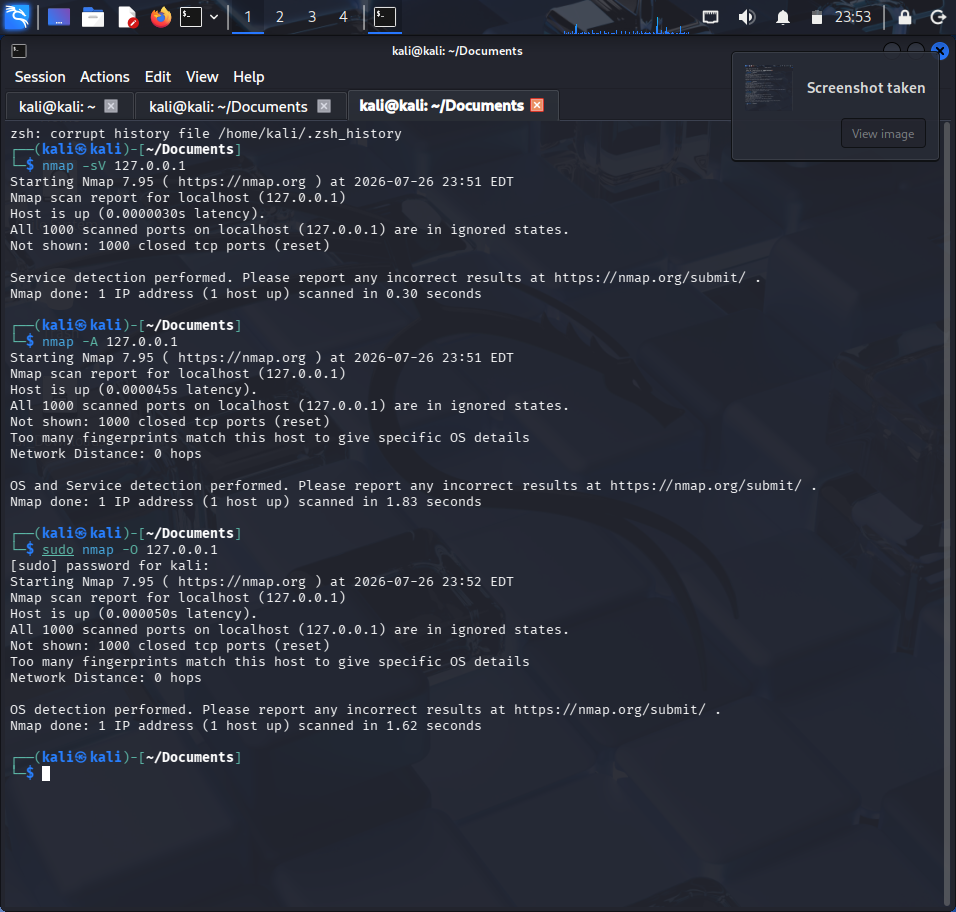 1 2 3 4 23:53
kali@kali: ~/Documents
Session Actions Edit View Help
Screenshot taken
View image
kali@kali: ~ kali@kali: ~/Documents kali@kali: ~/Documents
zsh: corrupt history file /home/kali/.zsh_history
┌──(kali㉿kali)-[~/Documents]
└─$ nmap -sV 127.0.0.1
Starting Nmap 7.95 ( https://nmap.org ) at 2026-07-26 23:51 EDT
Nmap scan report for localhost (127.0.0.1)
Host is up (0.0000030s latency).
All 1000 scanned ports on localhost (127.0.0.1) are in ignored states.
Not shown: 1000 closed tcp ports (reset)

Service detection performed. Please report any incorrect results at https://nmap.org/submit/ .
Nmap done: 1 IP address (1 host up) scanned in 0.30 seconds

┌──(kali㉿kali)-[~/Documents]
└─$ nmap -A 127.0.0.1
Starting Nmap 7.95 ( https://nmap.org ) at 2026-07-26 23:51 EDT
Nmap scan report for localhost (127.0.0.1)
Host is up (0.000045s latency).
All 1000 scanned ports on localhost (127.0.0.1) are in ignored states.
Not shown: 1000 closed tcp ports (reset)
Too many fingerprints match this host to give specific OS details
Network Distance: 0 hops

OS and Service detection performed. Please report any incorrect results at https://nmap.org/submit/ .
Nmap done: 1 IP address (1 host up) scanned in 1.83 seconds

┌──(kali㉿kali)-[~/Documents]
└─$ sudo nmap -O 127.0.0.1
[sudo] password for kali:
Starting Nmap 7.95 ( https://nmap.org ) at 2026-07-26 23:52 EDT
Nmap scan report for localhost (127.0.0.1)
Host is up (0.000050s latency).
All 1000 scanned ports on localhost (127.0.0.1) are in ignored states.
Not shown: 1000 closed tcp ports (reset)
Too many fingerprints match this host to give specific OS details
Network Distance: 0 hops

OS detection performed. Please report any incorrect results at https://nmap.org/submit/ .
Nmap done: 1 IP address (1 host up) scanned in 1.62 seconds

┌──(kali㉿kali)-[~/Documents]
└─$